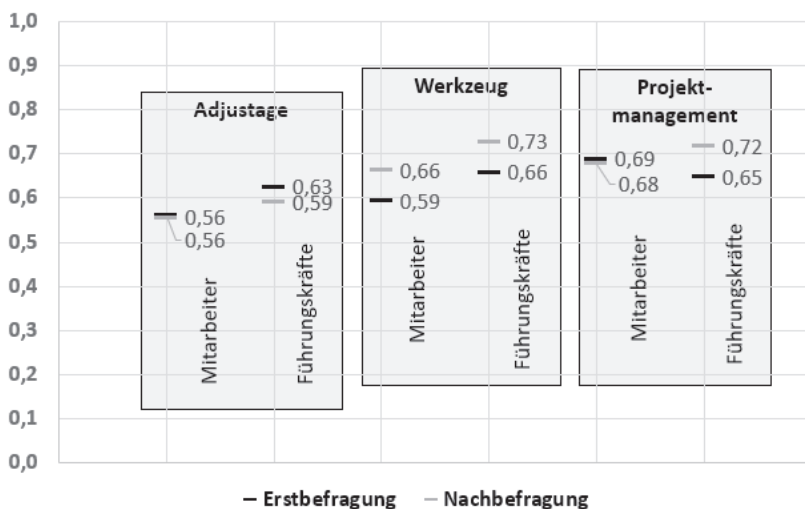 1,0
0,9
0,8
0,7
0,6
0,5
0,4
0,3
0,2
0,1
0,0
Adjustage
0,56
0,56
0,63
0,59
Mitarbeiter
Führungskräfte
Werkzeug
0,66
0,59
0,73
0,66
Mitarbeiter
Führungskräfte
Projekt-
management
0,69
0,68
0,72
0,65
Mitarbeiter
Führungskräfte
Erstbefragung
Nachbefragung